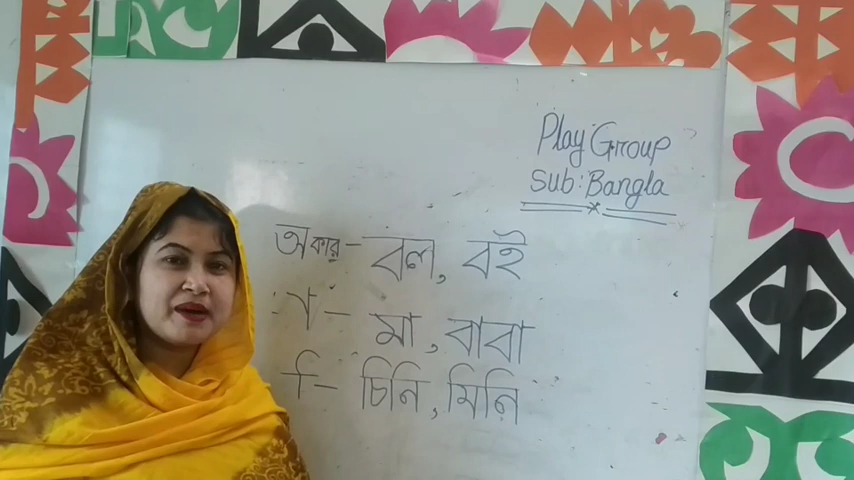 Play Group
Sub: Bangla
অকার - বল, বই
া - মা, বাবা
ি - চিনি, মিনি